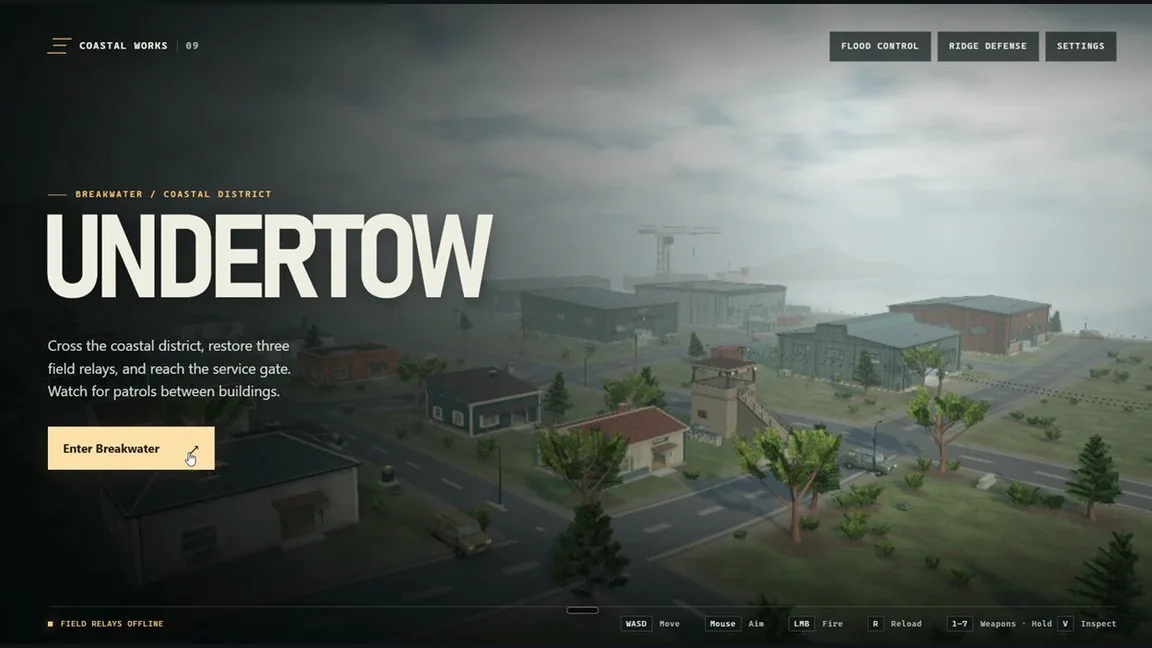 COASTAL WORKS | 09
FLOOD CONTROL
RIDGE DEFENSE
SETTINGS
BREAKWATER / COASTAL DISTRICT
UNDERTOW
Cross the coastal district, restore three
field relays, and reach the service gate.
Watch for patrols between buildings.
Enter Breakwater ↗
FIELD RELAYS OFFLINE
WASD Move
Mouse Aim
LMB Fire
R Reload
1–7 Weapons · Hold V Inspect